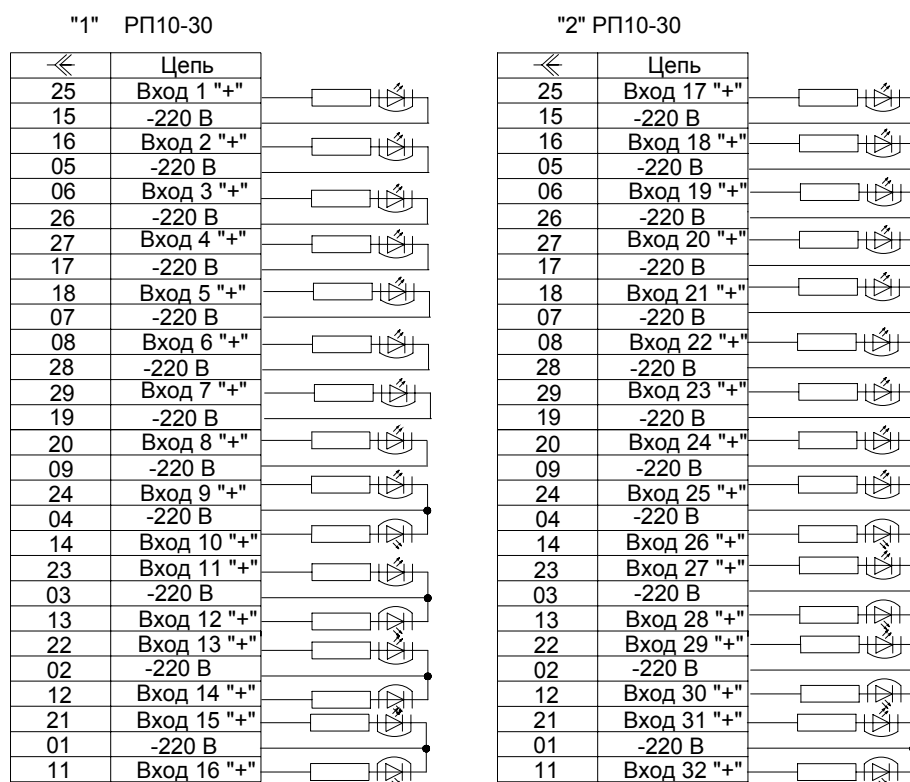 "1" РП10-30
Цепь
25 Вход 1 "+"
15 -220 В
16 Вход 2 "+"
05 -220 В
06 Вход 3 "+"
26 -220 В
27 Вход 4 "+"
17 -220 В
18 Вход 5 "+"
07 -220 В
08 Вход 6 "+"
28 -220 В
29 Вход 7 "+"
19 -220 В
20 Вход 8 "+"
09 -220 В
24 Вход 9 "+"
04 -220 В
14 Вход 10 "+"
23 Вход 11 "+"
03 -220 В
13 Вход 12 "+"
22 Вход 13 "+"
02 -220 В
12 Вход 14 "+"
21 Вход 15 "+"
01 -220 В
11 Вход 16 "+"
"2" РП10-30
Цепь
25 Вход 17 "+"
15 -220 В
16 Вход 18 "+"
05 -220 В
06 Вход 19 "+"
26 -220 В
27 Вход 20 "+"
17 -220 В
18 Вход 21 "+"
07 -220 В
08 Вход 22 "+"
28 -220 В
29 Вход 23 "+"
19 -220 В
20 Вход 24 "+"
09 -220 В
24 Вход 25 "+"
04 -220 В
14 Вход 26 "+"
23 Вход 27 "+"
03 -220 В
13 Вход 28 "+"
22 Вход 29 "+"
02 -220 В
12 Вход 30 "+"
21 Вход 31 "+"
01 -220 В
11 Вход 32 "+"